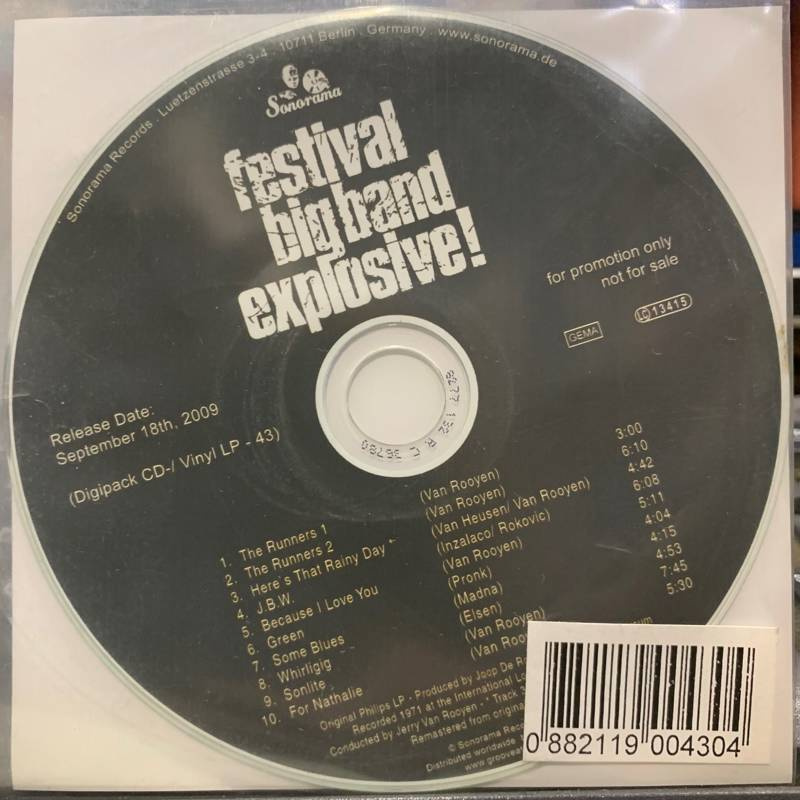 Sonorama Records . Luetzenstrasse 3-4 . 10711 Berlin . Germany . www.sonorama.de
Sonorama
festival
big band
explosive!
for promotion only
not for sale
GEMA
LC 13415
Release Date:
September 18th, 2009
(Digipack CD-/ Vinyl LP - 43)
1. The Runners 1 (Van Rooyen) 3:00
2. The Runners 2 (Van Rooyen) 6:10
3. Here's That Rainy Day * (Van Heusen/ Van Rooyen) 4:42
4. J.B.W. (Inzalaco/ Rokovic) 6:08
5. Because I Love You (Van Rooyen) 5:11
6. Green (Pronk) 4:04
7. Some Blues (Madna) 4:15
8. Whirligig (Elsen) 4:53
9. Sonlite (Van Rooyen) 7:45
10. For Nathalie (Van 5:30
Original Philips LP - Produced by Joop De
Recorded 1971 at the International
Conducted by Jerry Van Rooyen - * Track 3
Remastered from original
© Sonorama
Distributed worldwide
0 882119 004304